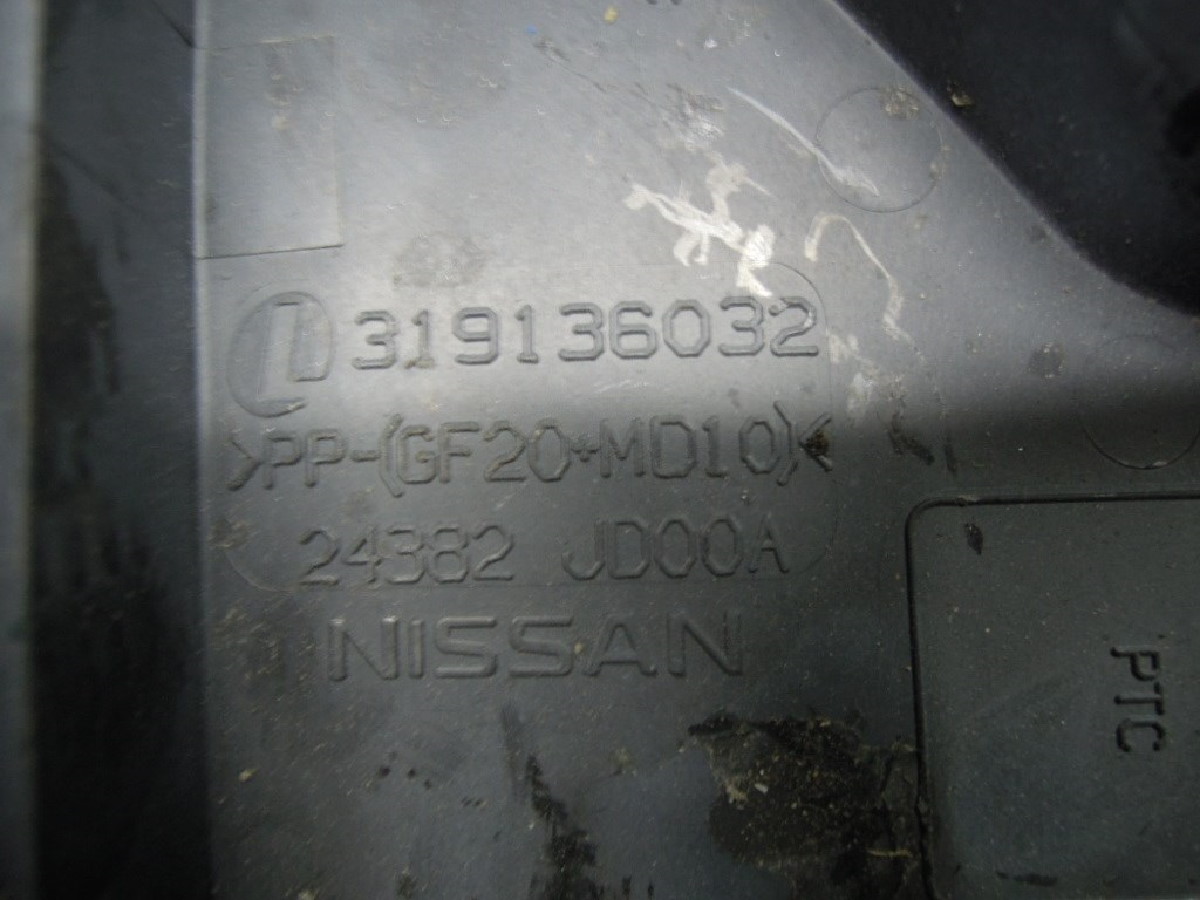 319136032
>PP-(GF20+MD10)<
24382 JD00A
NISSAN
PTC